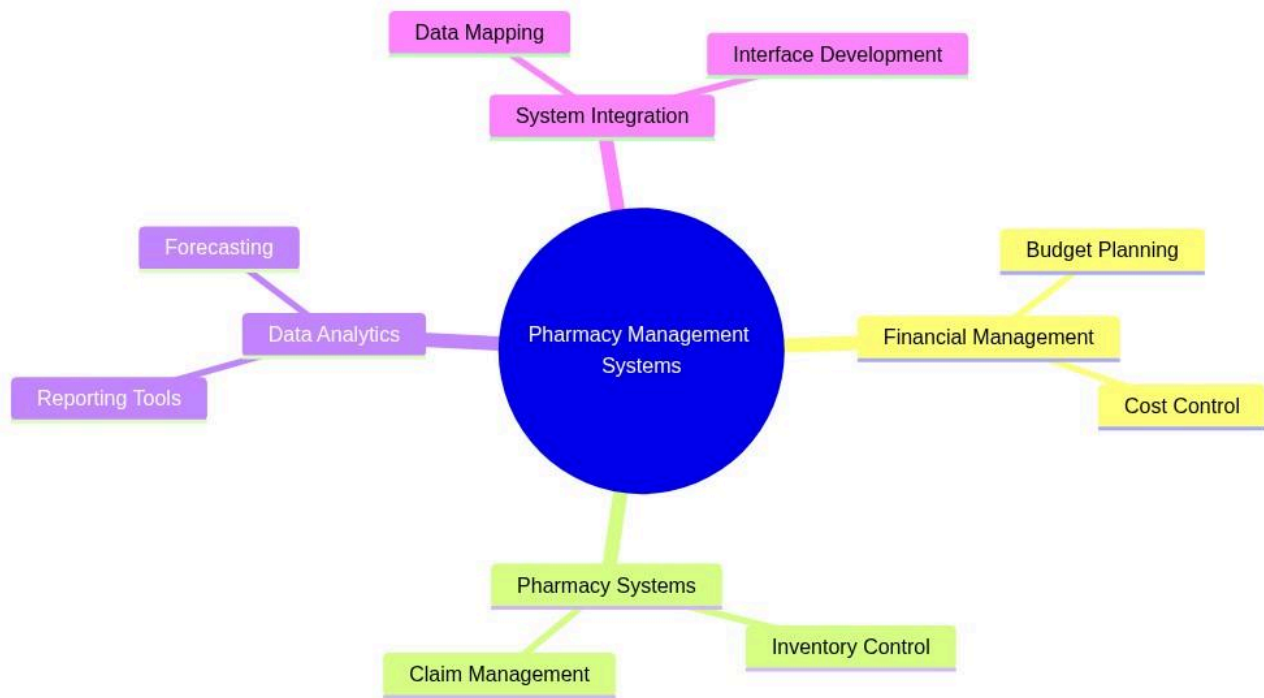 Data Mapping
Interface Development
System Integration
Forecasting
Budget Planning
Data Analytics
Pharmacy Management
Systems
Financial Management
Reporting Tools
Cost Control
Pharmacy Systems
Inventory Control
Claim Management